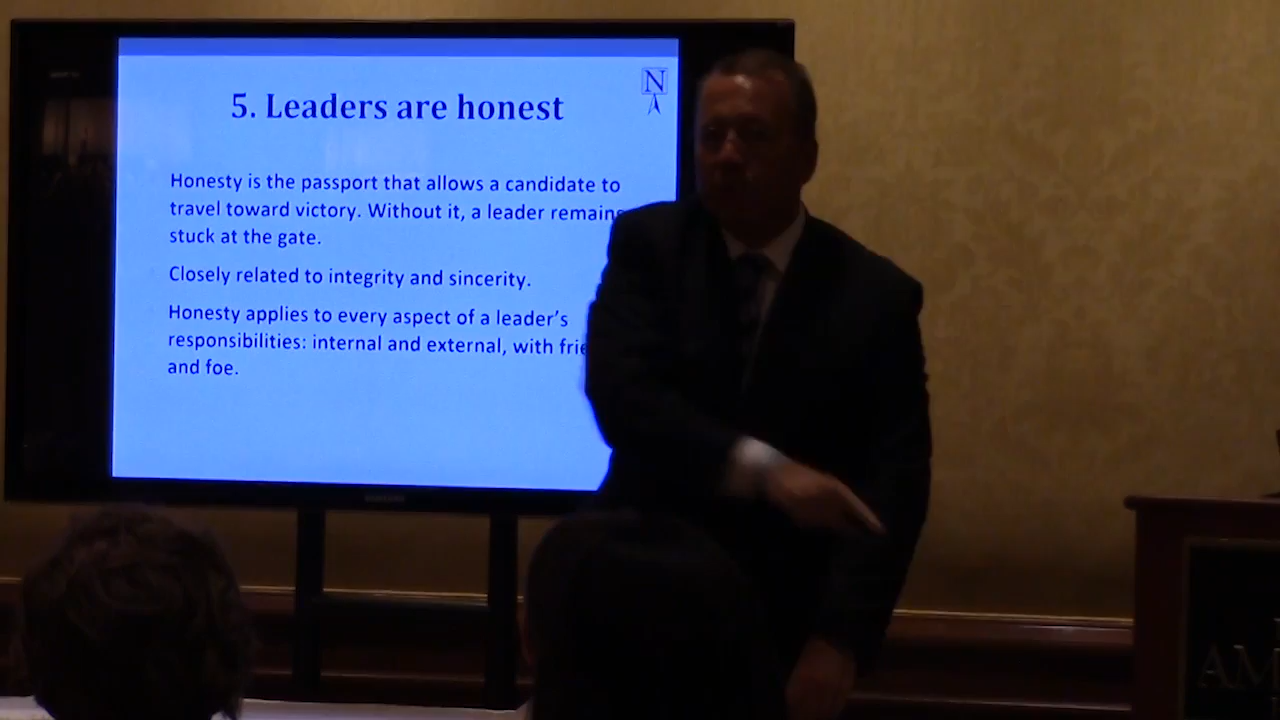 N
5. Leaders are honest
Honesty is the passport that allows a candidate to
travel toward victory. Without it, a leader remains
stuck at the gate.
Closely related to integrity and sincerity.
Honesty applies to every aspect of a leader’s
responsibilities: internal and external, with frie
and foe.
SAMSUNG
AM